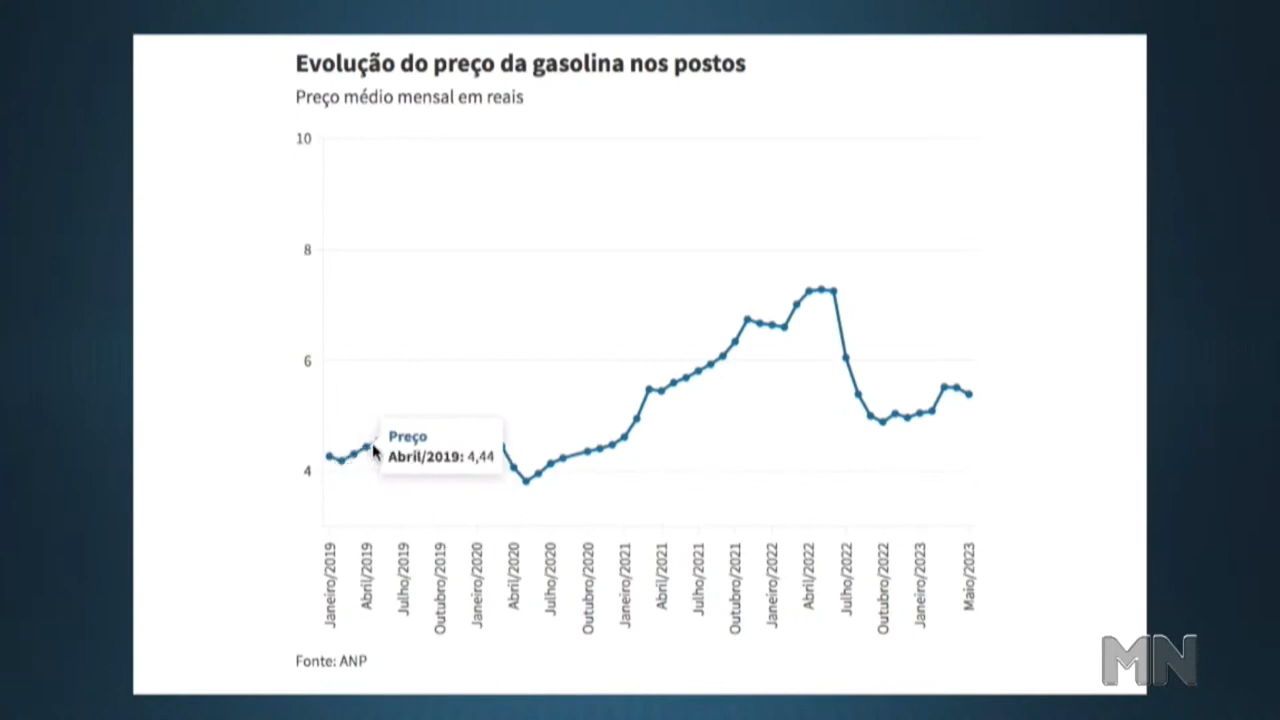 Evolução do preço da gasolina nos postos
Preço médio mensal em reais
10
8
6
4
Preço
Abril/2019: 4,44
Janeiro/2019
Abril/2019
Julho/2019
Outubro/2019
Janeiro/2020
Abril/2020
Julho/2020
Outubro/2020
Janeiro/2021
Abril/2021
Julho/2021
Outubro/2021
Janeiro/2022
Abril/2022
Julho/2022
Outubro/2022
Janeiro/2023
Maio/2023
Fonte: ANP
MN